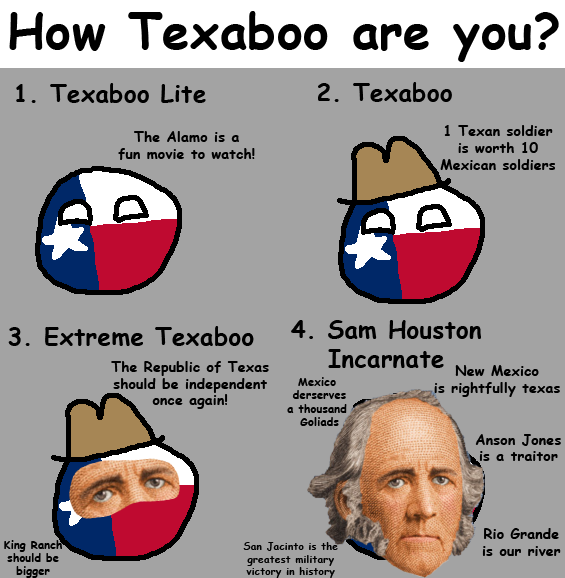 How Texaboo are you?
1. Texaboo Lite
The Alamo is a
fun movie to watch!
2. Texaboo
1 Texan soldier
is worth 10
Mexican soldiers
3. Extreme Texaboo
The Republic of Texas
should be independent
once again!
King Ranch
should be
bigger
4. Sam Houston
Incarnate
Mexico
derserves
a thousand
Goliads
New Mexico
is rightfully texas
Anson Jones
is a traitor
Rio Grande
is our river
San Jacinto is the
greatest military
victory in history